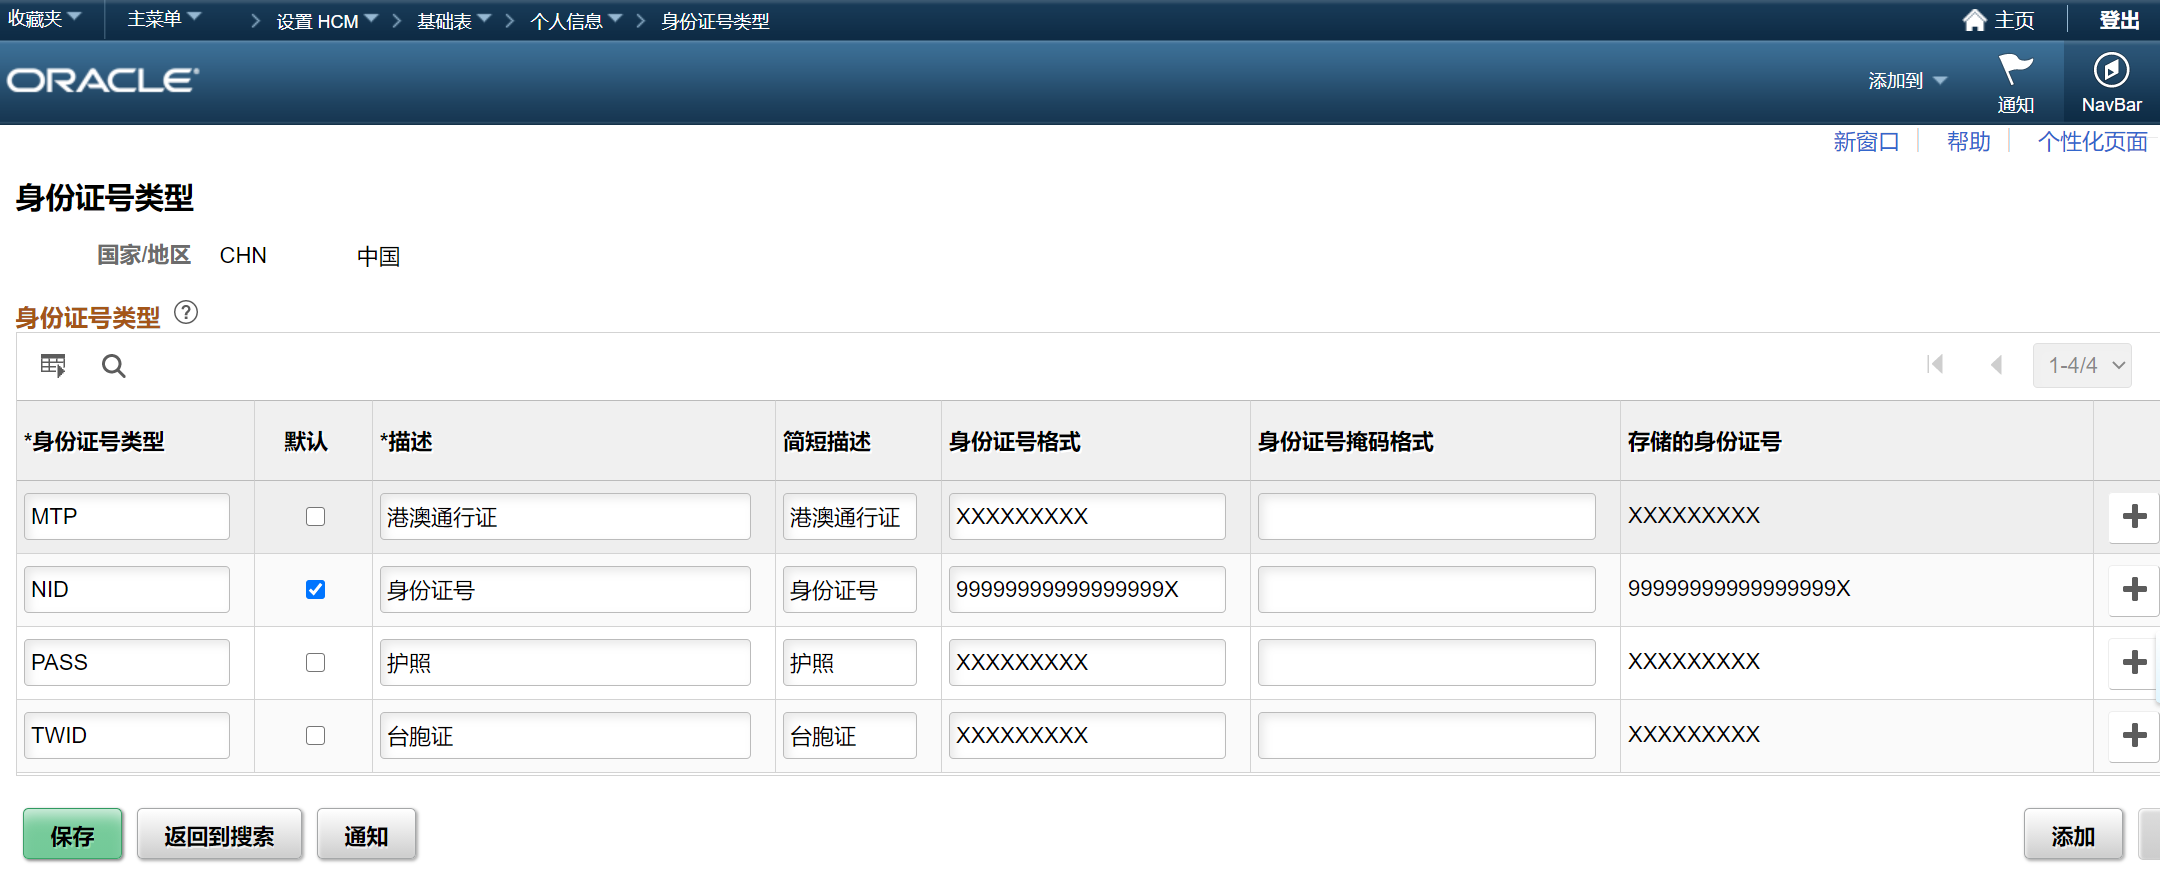 收藏夹 主菜单 设置 HCM 基础表 个人信息 身份证号类型 主页 登出
ORACLE 添加到 通知 NavBar
新窗口 帮助 个性化页面
身份证号类型
国家/地区 CHN 中国
身份证号类型 ?
1-4/4
*身份证号类型 默认 *描述 简短描述 身份证号格式 身份证号掩码格式 存储的身份证号
MTP 港澳通行证 港澳通行证 XXXXXXXXX XXXXXXXXX
NID 身份证号 身份证号 99999999999999999X 99999999999999999X
PASS 护照 护照 XXXXXXXXX XXXXXXXXX
TWID 台胞证 台胞证 XXXXXXXXX XXXXXXXXX
保存 返回到搜索 通知 添加